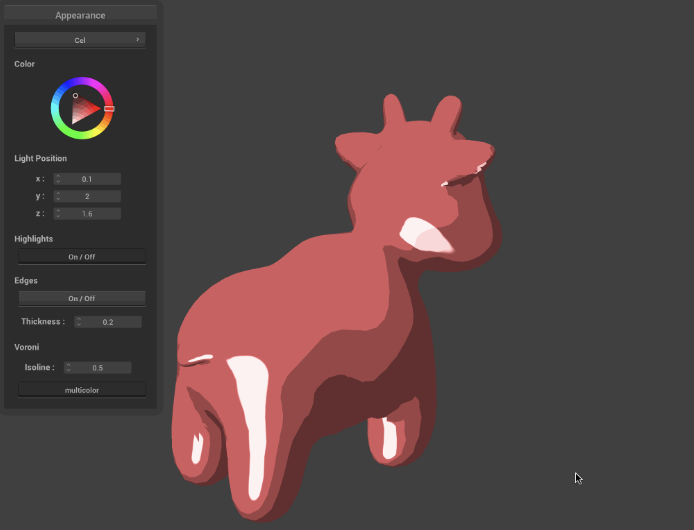 Appearance
Cel
Color
Light Position
x : 0.1
y : 2
z : 1.6
Highlights
On / Off
Edges
On / Off
Thickness : 0.2
Voroni
Isoline : 0.5
multicolor